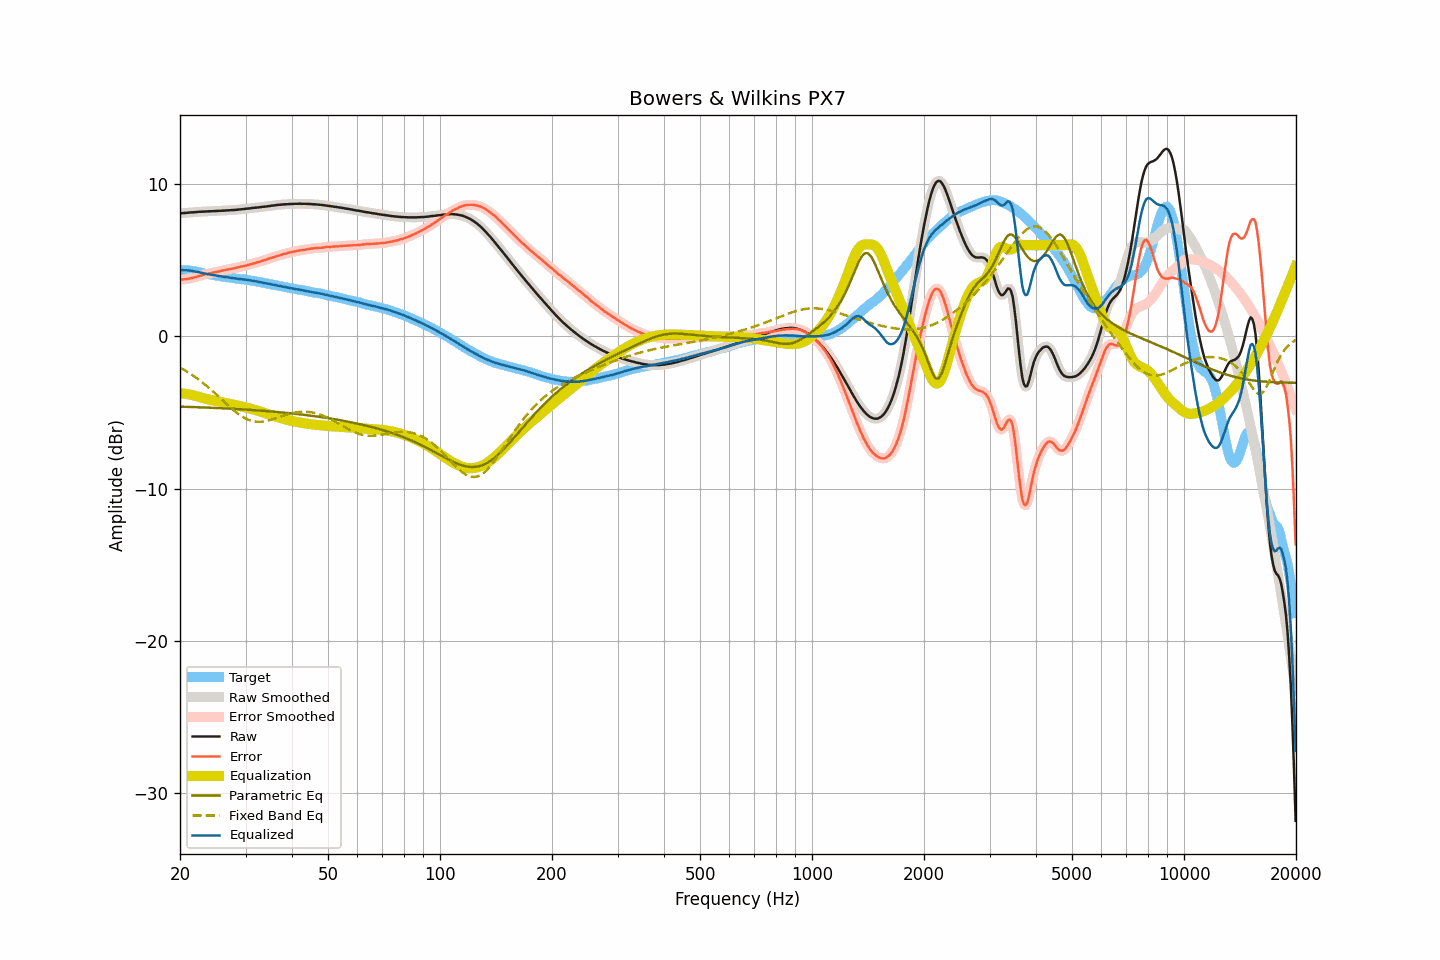 Bowers & Wilkins PX7
Amplitude (dBr)
10
0
−10
−20
−30
Target
Raw Smoothed
Error Smoothed
Raw
Error
Equalization
Parametric Eq
Fixed Band Eq
Equalized
20 50 100 200 500 1000 2000 5000 10000 20000
Frequency (Hz)